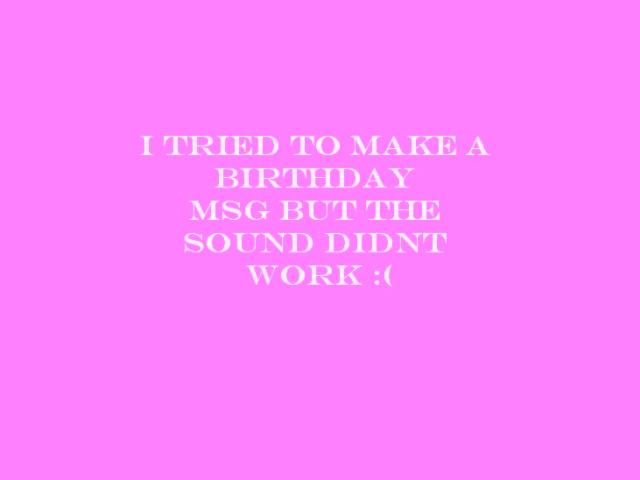 I TRIED TO MAKE A
BIRTHDAY
MSG BUT THE
SOUND DIDNT
WORK :(